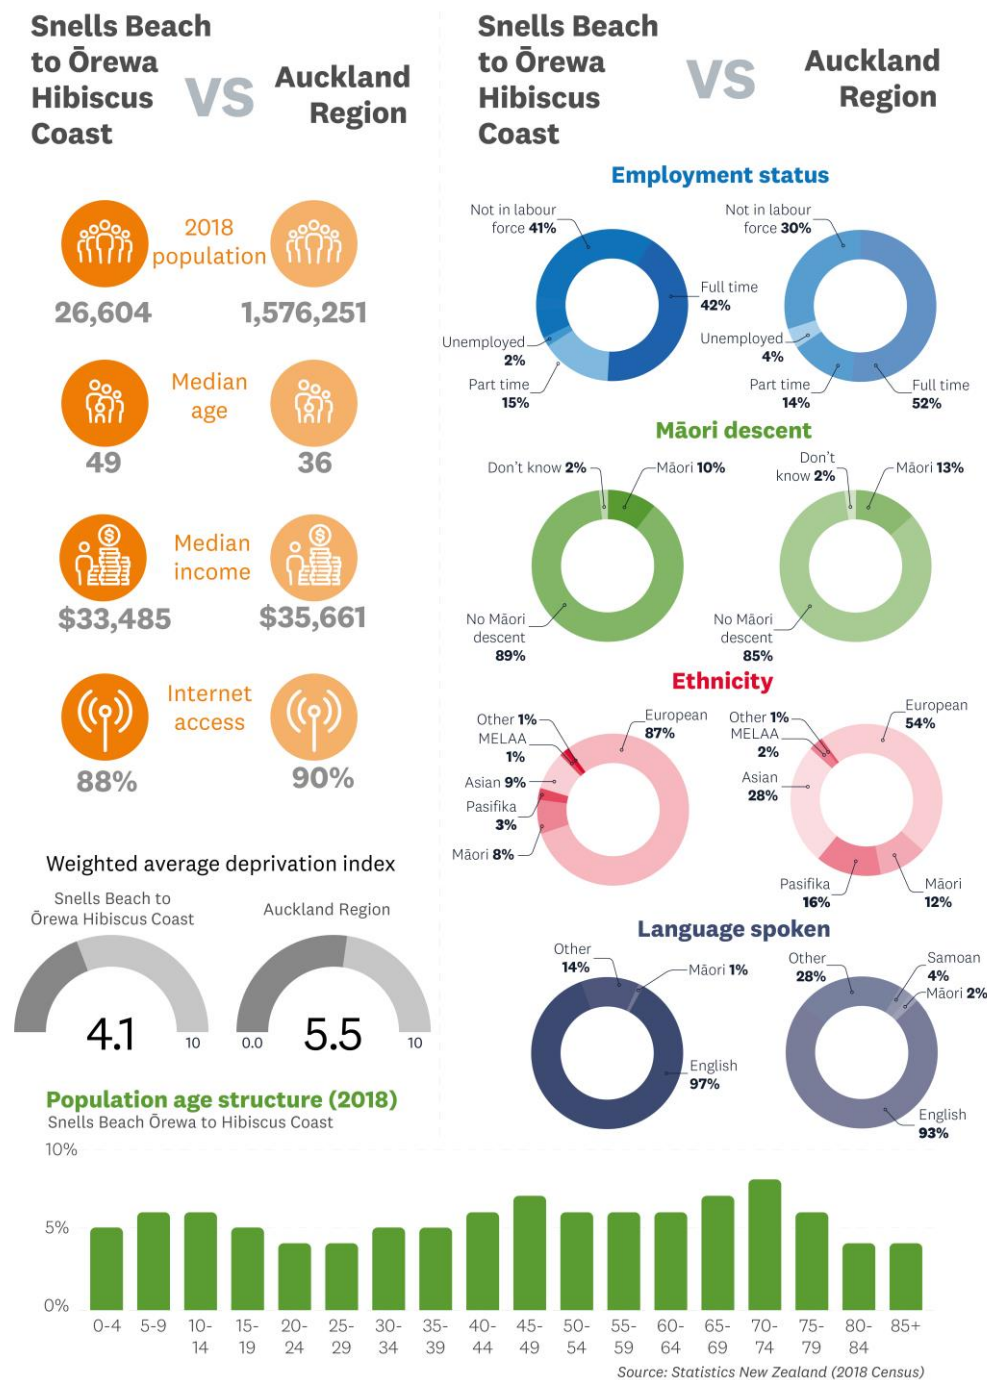 Snells Beach
to Ōrewa
Hibiscus
Coast
VS
Auckland
Region
2018
population
26,604
1,576,251
Median
age
49
36
Median
income
$33,485
$35,661
Internet
access
88%
90%
Weighted average deprivation index
Snells Beach to
Ōrewa Hibiscus Coast
4.1
10
Auckland Region
0.0
5.5
10
Snells Beach
to Ōrewa
Hibiscus
Coast
VS
Auckland
Region
Employment status
Not in labour
force 41%
Full time
42%
Unemployed
2%
Part time
15%
Not in labour
force 30%
Unemployed
4%
Part time
14%
Full time
52%
Māori descent
Don't know 2%
Māori 10%
No Māori
descent
89%
Don't
know 2%
Māori 13%
No Māori
descent
85%
Ethnicity
Other 1%
MELAA
1%
Asian 9%
Pasifika
3%
Māori 8%
European
87%
Other 1%
MELAA
2%
Asian
28%
Pasifika
16%
Māori
12%
European
54%
Language spoken
Other
14%
Māori 1%
English
97%
Other
28%
Samoan
4%
Māori 2%
English
93%
Population age structure (2018)
Snells Beach Ōrewa to Hibiscus Coast
10%
5%
0%
0-4
5-9
10-
14
15-
19
20-
24
25-
29
30-
34
35-
39
40-
44
45-
49
50-
54
55-
59
60-
64
65-
69
70-
74
75-
79
80-
84
85+
Source: Statistics New Zealand (2018 Census)